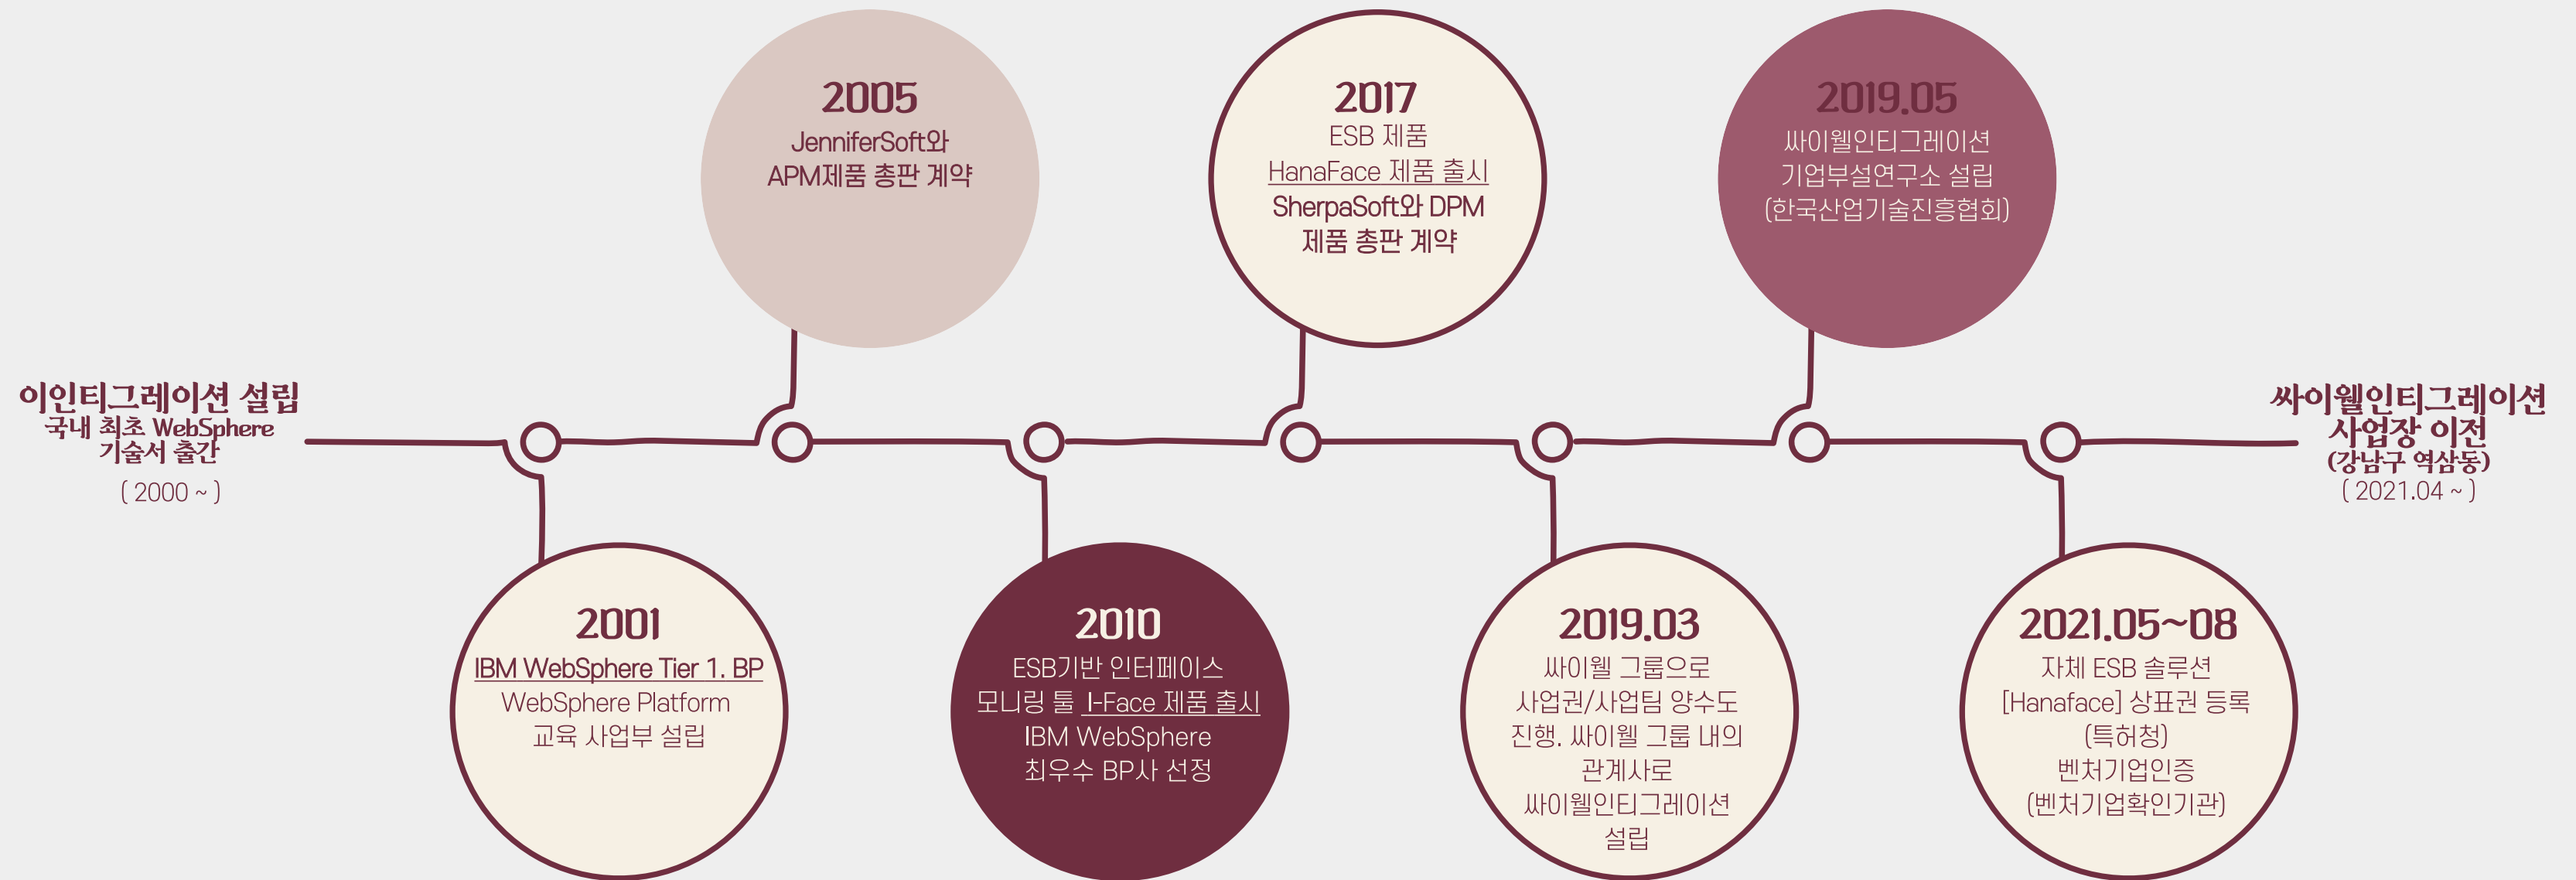 이인티그레이션 설립
국내 최초 WebSphere
기술서 출간
( 2000 ~ )
2001
IBM WebSphere Tier 1. BP
WebSphere Platform
교육 사업부 설립
2005
JenniferSoft와
APM제품 총판 계약
2010
ESB기반 인터페이스
모니링 툴 I-Face 제품 출시
IBM WebSphere
최우수 BP사 선정
2017
ESB 제품
HanaFace 제품 출시
SherpaSoft와 DPM
제품 총판 계약
2019.03
싸이웰 그룹으로
사업권/사업팀 양수도
진행. 싸이웰 그룹 내의
관계사로
싸이웰인티그레이션
설립
2019.05
싸이웰인티그레이션
기업부설연구소 설립
(한국산업기술진흥협회)
2021.05~08
자체 ESB 솔루션
[Hanaface] 상표권 등록
(특허청)
벤처기업인증
(벤처기업확인기관)
싸이웰인티그레이션
사업장 이전
(강남구 역삼동)
( 2021.04 ~ )